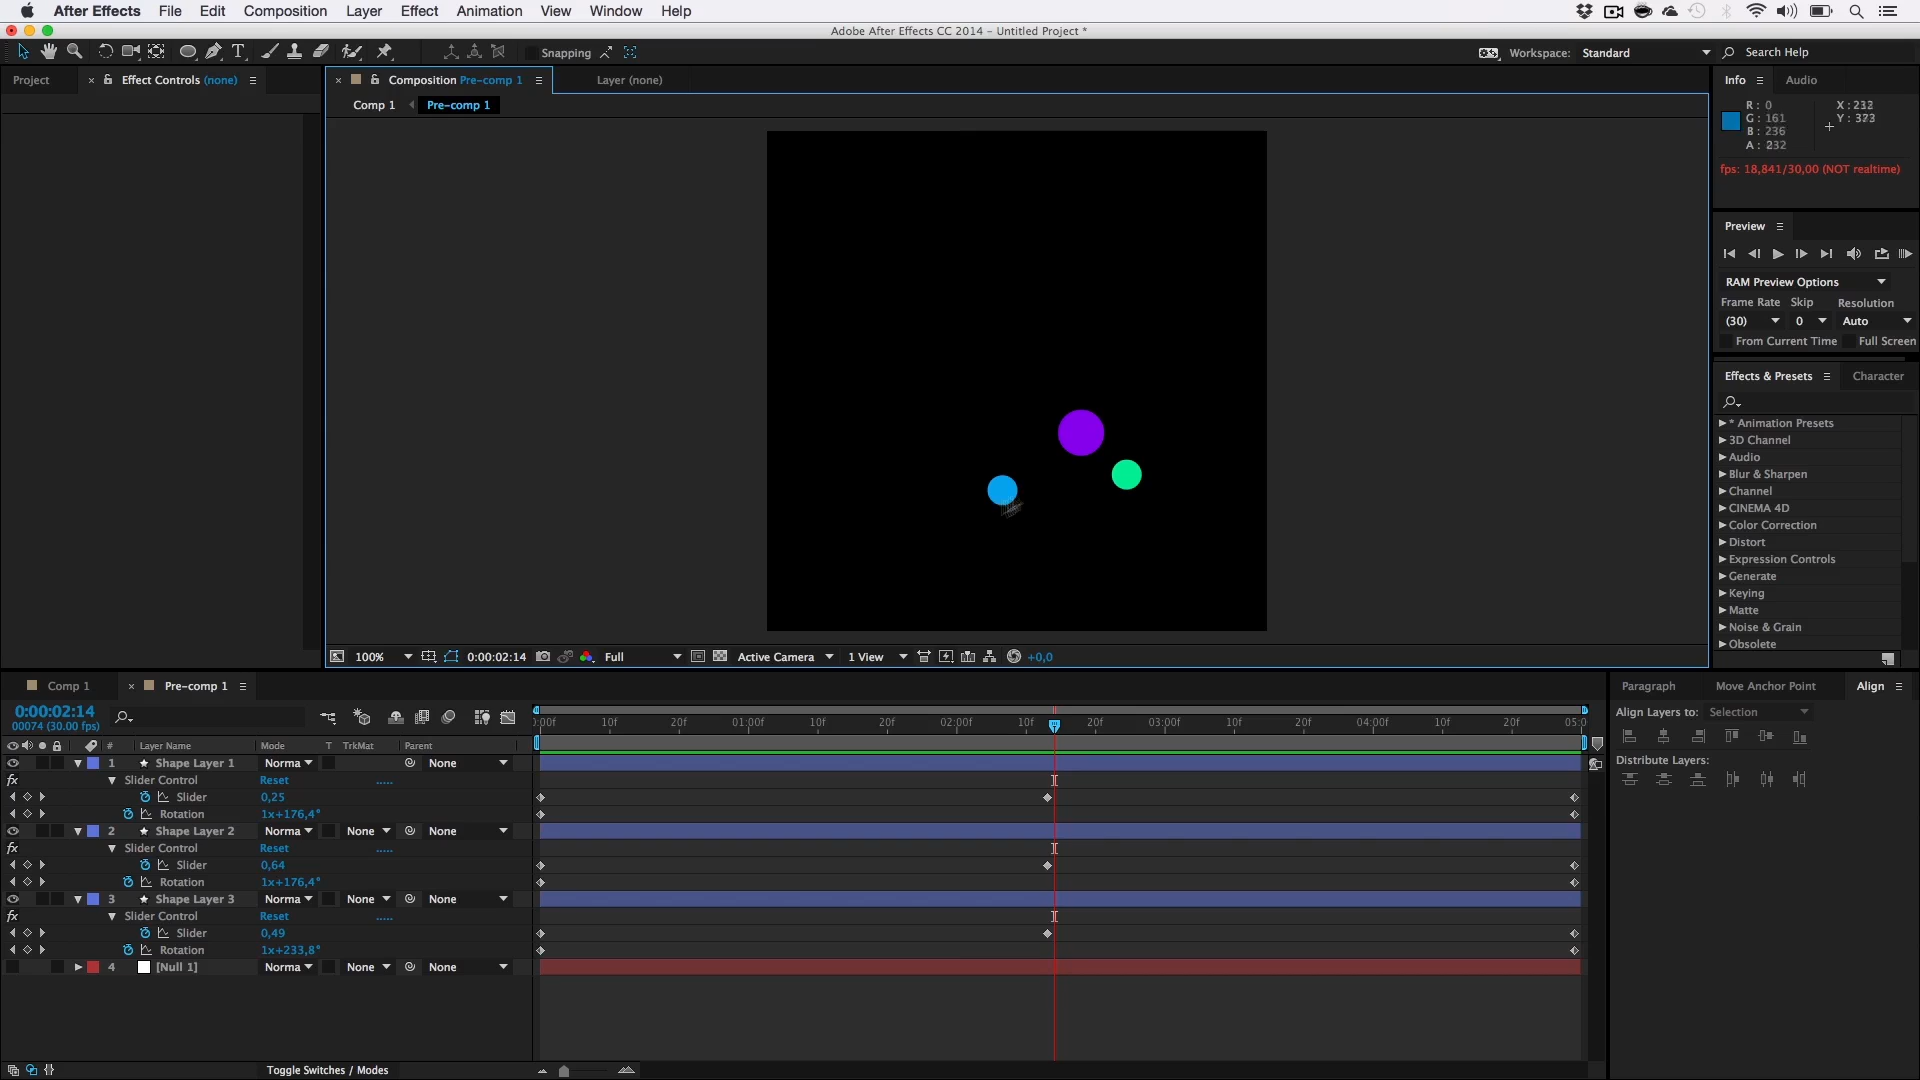 After Effects File Edit Composition Layer Effect Animation View Window Help
Adobe After Effects CC 2014 - Untitled Project *
T Snapping Workspace: Standard Search Help
Project Effect Controls (none) Composition Pre-comp 1 Layer (none) Info Audio
Comp 1 Pre-comp 1
R : 0 X : 232
G : 161 Y : 373
B : 236
A : 232
fps: 18,841/30,00 (NOT realtime)
Preview
RAM Preview Options
Frame Rate Skip Resolution
(30) 0 Auto
From Current Time Full Screen
Effects & Presets Character
* Animation Presets
3D Channel
Audio
Blur & Sharpen
Channel
CINEMA 4D
Color Correction
Distort
Expression Controls
Generate
Keying
Matte
Noise & Grain
Obsolete
100% 0:00:02:14 Full Active Camera 1 View +0,0
Comp 1 Pre-comp 1 Paragraph Move Anchor Point Align
0:00:02:14
00074 (30.00 fps)
Align Layers to: Selection
Distribute Layers:
):00f 10f 20f 01:00f 10f 20f 02:00f 10f 20f 03:00f 10f 20f 04:00f 10f 20f 05:0
# Layer Name Mode T TrkMat Parent
1 Shape Layer 1 Norma None
fx Slider Control Reset .....
Slider 0,25
Rotation 1x+176,4°
2 Shape Layer 2 Norma None None
fx Slider Control Reset .....
Slider 0,64
Rotation 1x+176,4°
3 Shape Layer 3 Norma None None
fx Slider Control Reset .....
Slider 0,49
Rotation 1x+233,8°
4 [Null 1] Norma None None
Toggle Switches / Modes